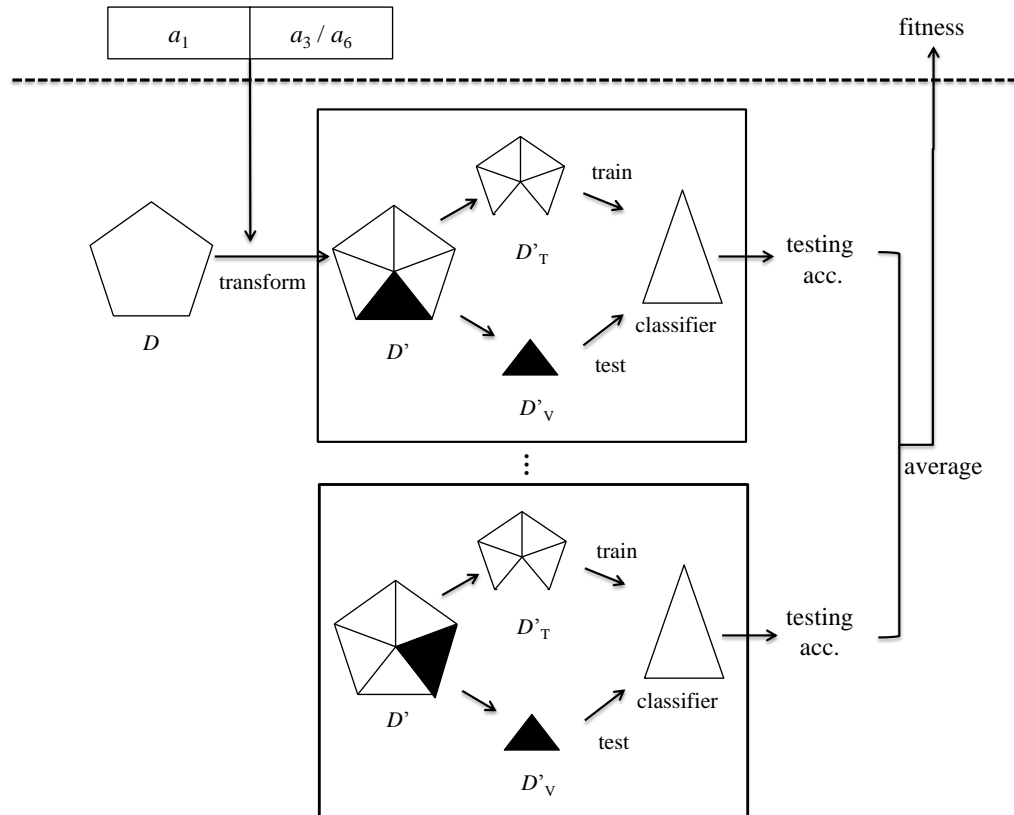 a1
a3 / a6
fitness
D
transform
D'
D'T
train
classifier
test
D'V
testing
acc.
⋮
average
D'
D'T
train
classifier
test
D'V
testing
acc.